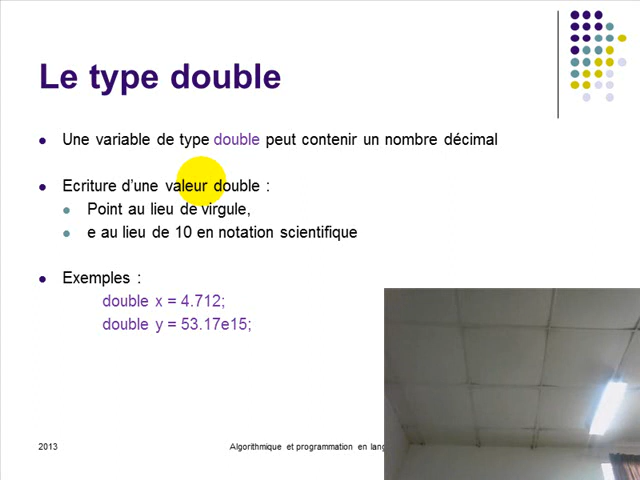 Le type double
Une variable de type double peut contenir un nombre décimal
Ecriture d'une valeur double :
Point au lieu de virgule,
e au lieu de 10 en notation scientifique
Exemples :
double x = 4.712;
double y = 53.17e15;
2013
Algorithmique et programmation en